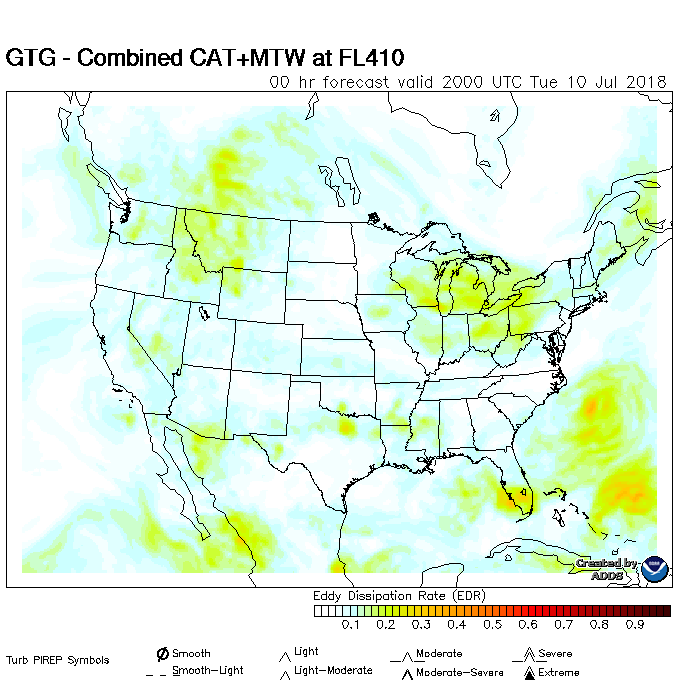 GTG - Combined CAT+MTW at FL410
00 hr forecast valid 2000 UTC Tue 10 Jul 2018
Created by
ADDS
Eddy Dissipation Rate (EDR)
0.1 0.2 0.3 0.4 0.5 0.6 0.7 0.8 0.9
Turb PIREP Symbols
Smooth Light Moderate Severe
Smooth-Light Light-Moderate Moderate-Severe Extreme